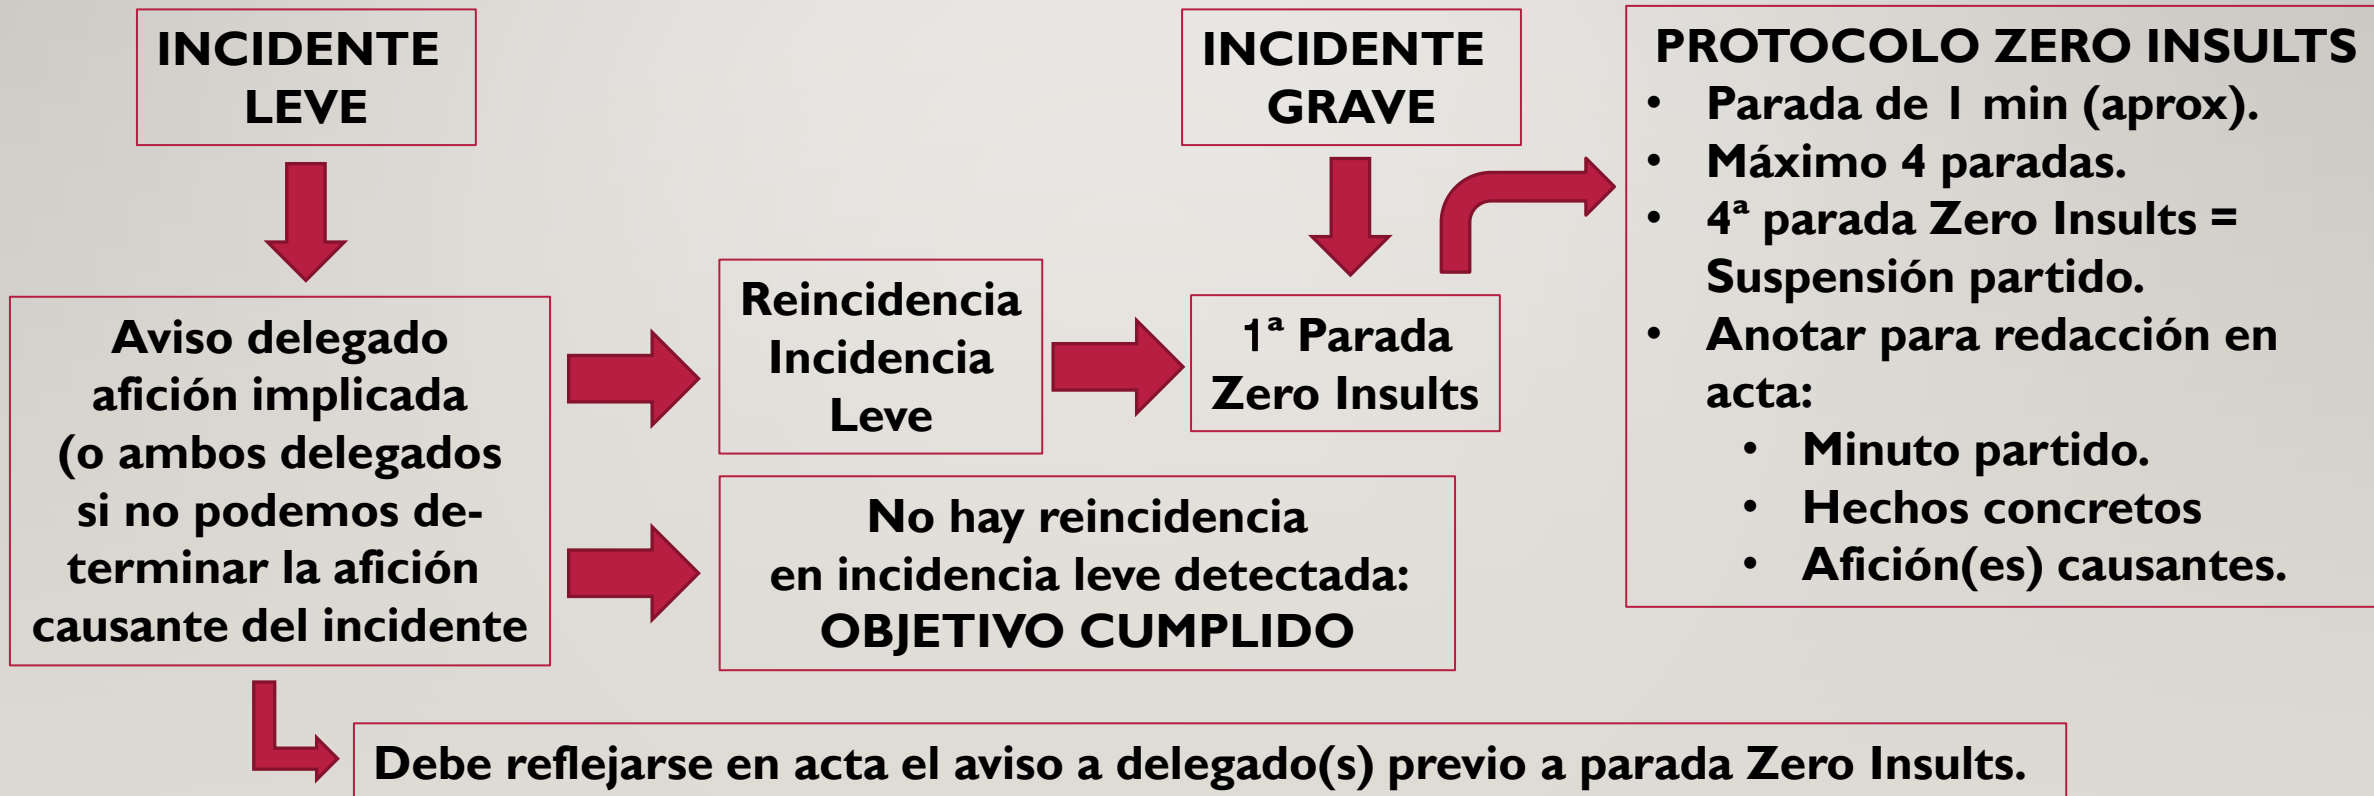 INCIDENTE
LEVE
Aviso delegado
afición implicada
(o ambos delegados
si no podemos de-
terminar la afición
causante del incidente
Reincidencia
Incidencia
Leve
No hay reincidencia
en incidencia leve detectada:
OBJETIVO CUMPLIDO
INCIDENTE
GRAVE
1ª Parada
Zero Insults
PROTOCOLO ZERO INSULTS
• Parada de 1 min (aprox).
• Máximo 4 paradas.
• 4ª parada Zero Insults =
Suspensión partido.
• Anotar para redacción en
acta:
• Minuto partido.
• Hechos concretos
• Afición(es) causantes.
Debe reflejarse en acta el aviso a delegado(s) previo a parada Zero Insults.